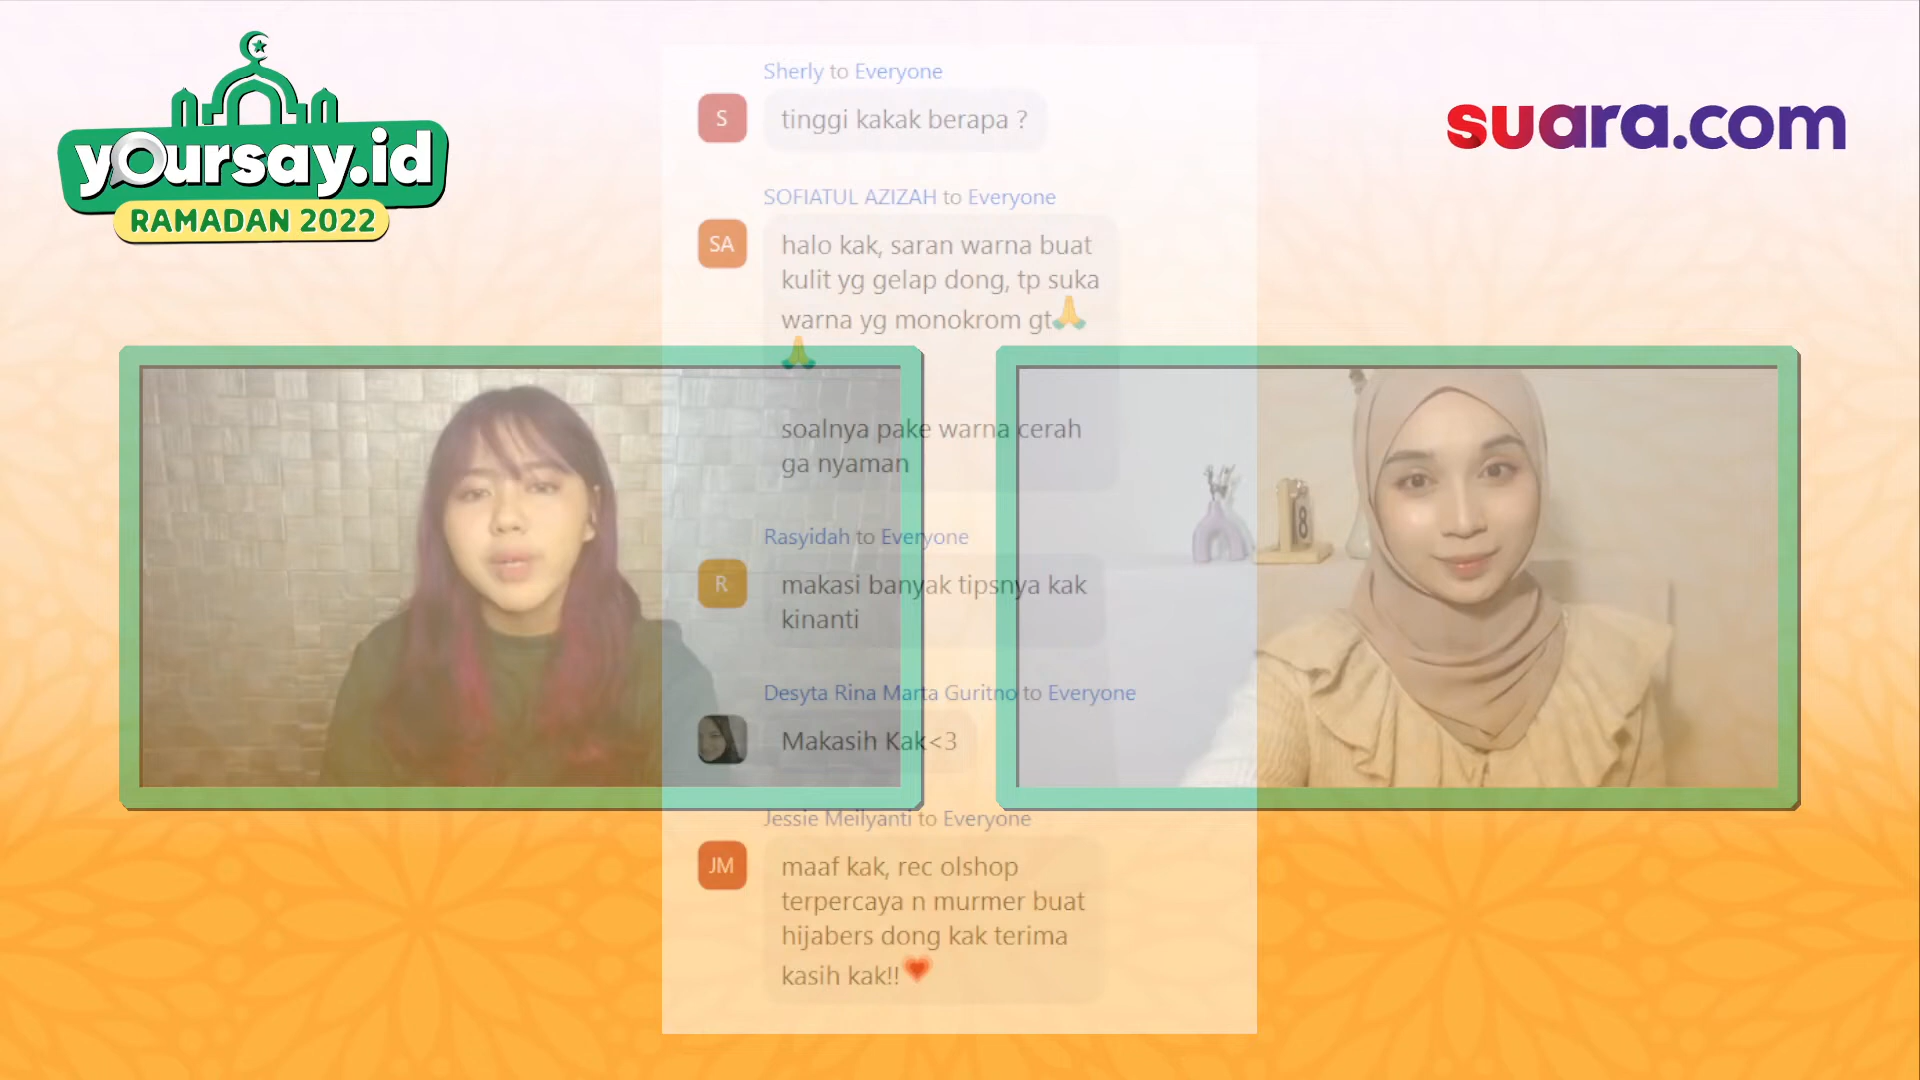 yoursay.id
RAMADAN 2022
suara.com
Sherly to Everyone
S
tinggi kakak berapa ?
SOFIATUL AZIZAH to Everyone
SA
halo kak, saran warna buat
kulit yg gelap dong, tp suka
warna yg monokrom gt🙏
🙏
soalnya pake warna cerah
ga nyaman
Rasyidah to Everyone
R
makasi banyak tipsnya kak
kinanti
Desyta Rina Marta Guritno to Everyone
Makasih Kak<3
Jessie Meilyanti to Everyone
JM
maaf kak, rec olshop
terpercaya n murmer buat
hijabers dong kak terima
kasih kak!!❤️
8